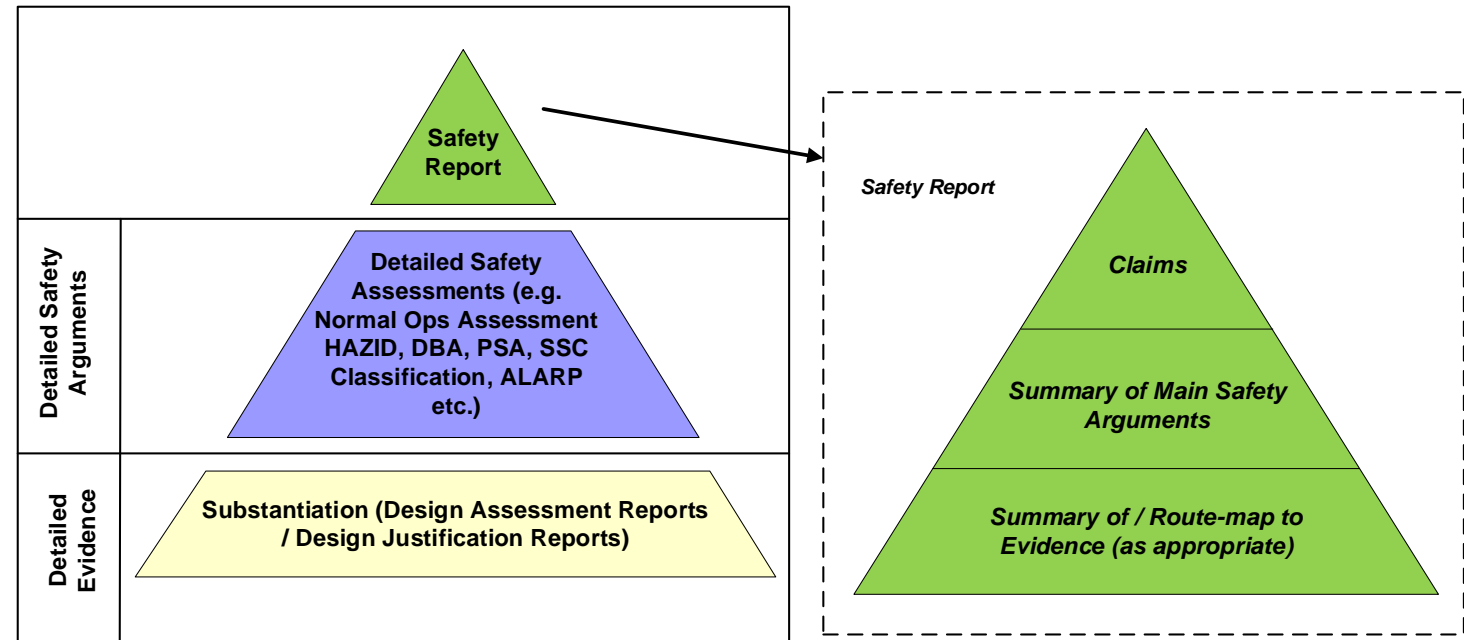 Safety
Report
Detailed Safety
Arguments
Detailed Safety
Assessments (e.g.
Normal Ops Assessment
HAZID, DBA, PSA, SSC
Classification, ALARP
etc.)
Detailed
Evidence
Substantiation (Design Assessment Reports
/ Design Justification Reports)
Safety Report
Claims
Summary of Main Safety
Arguments
Summary of / Route-map to
Evidence (as appropriate)